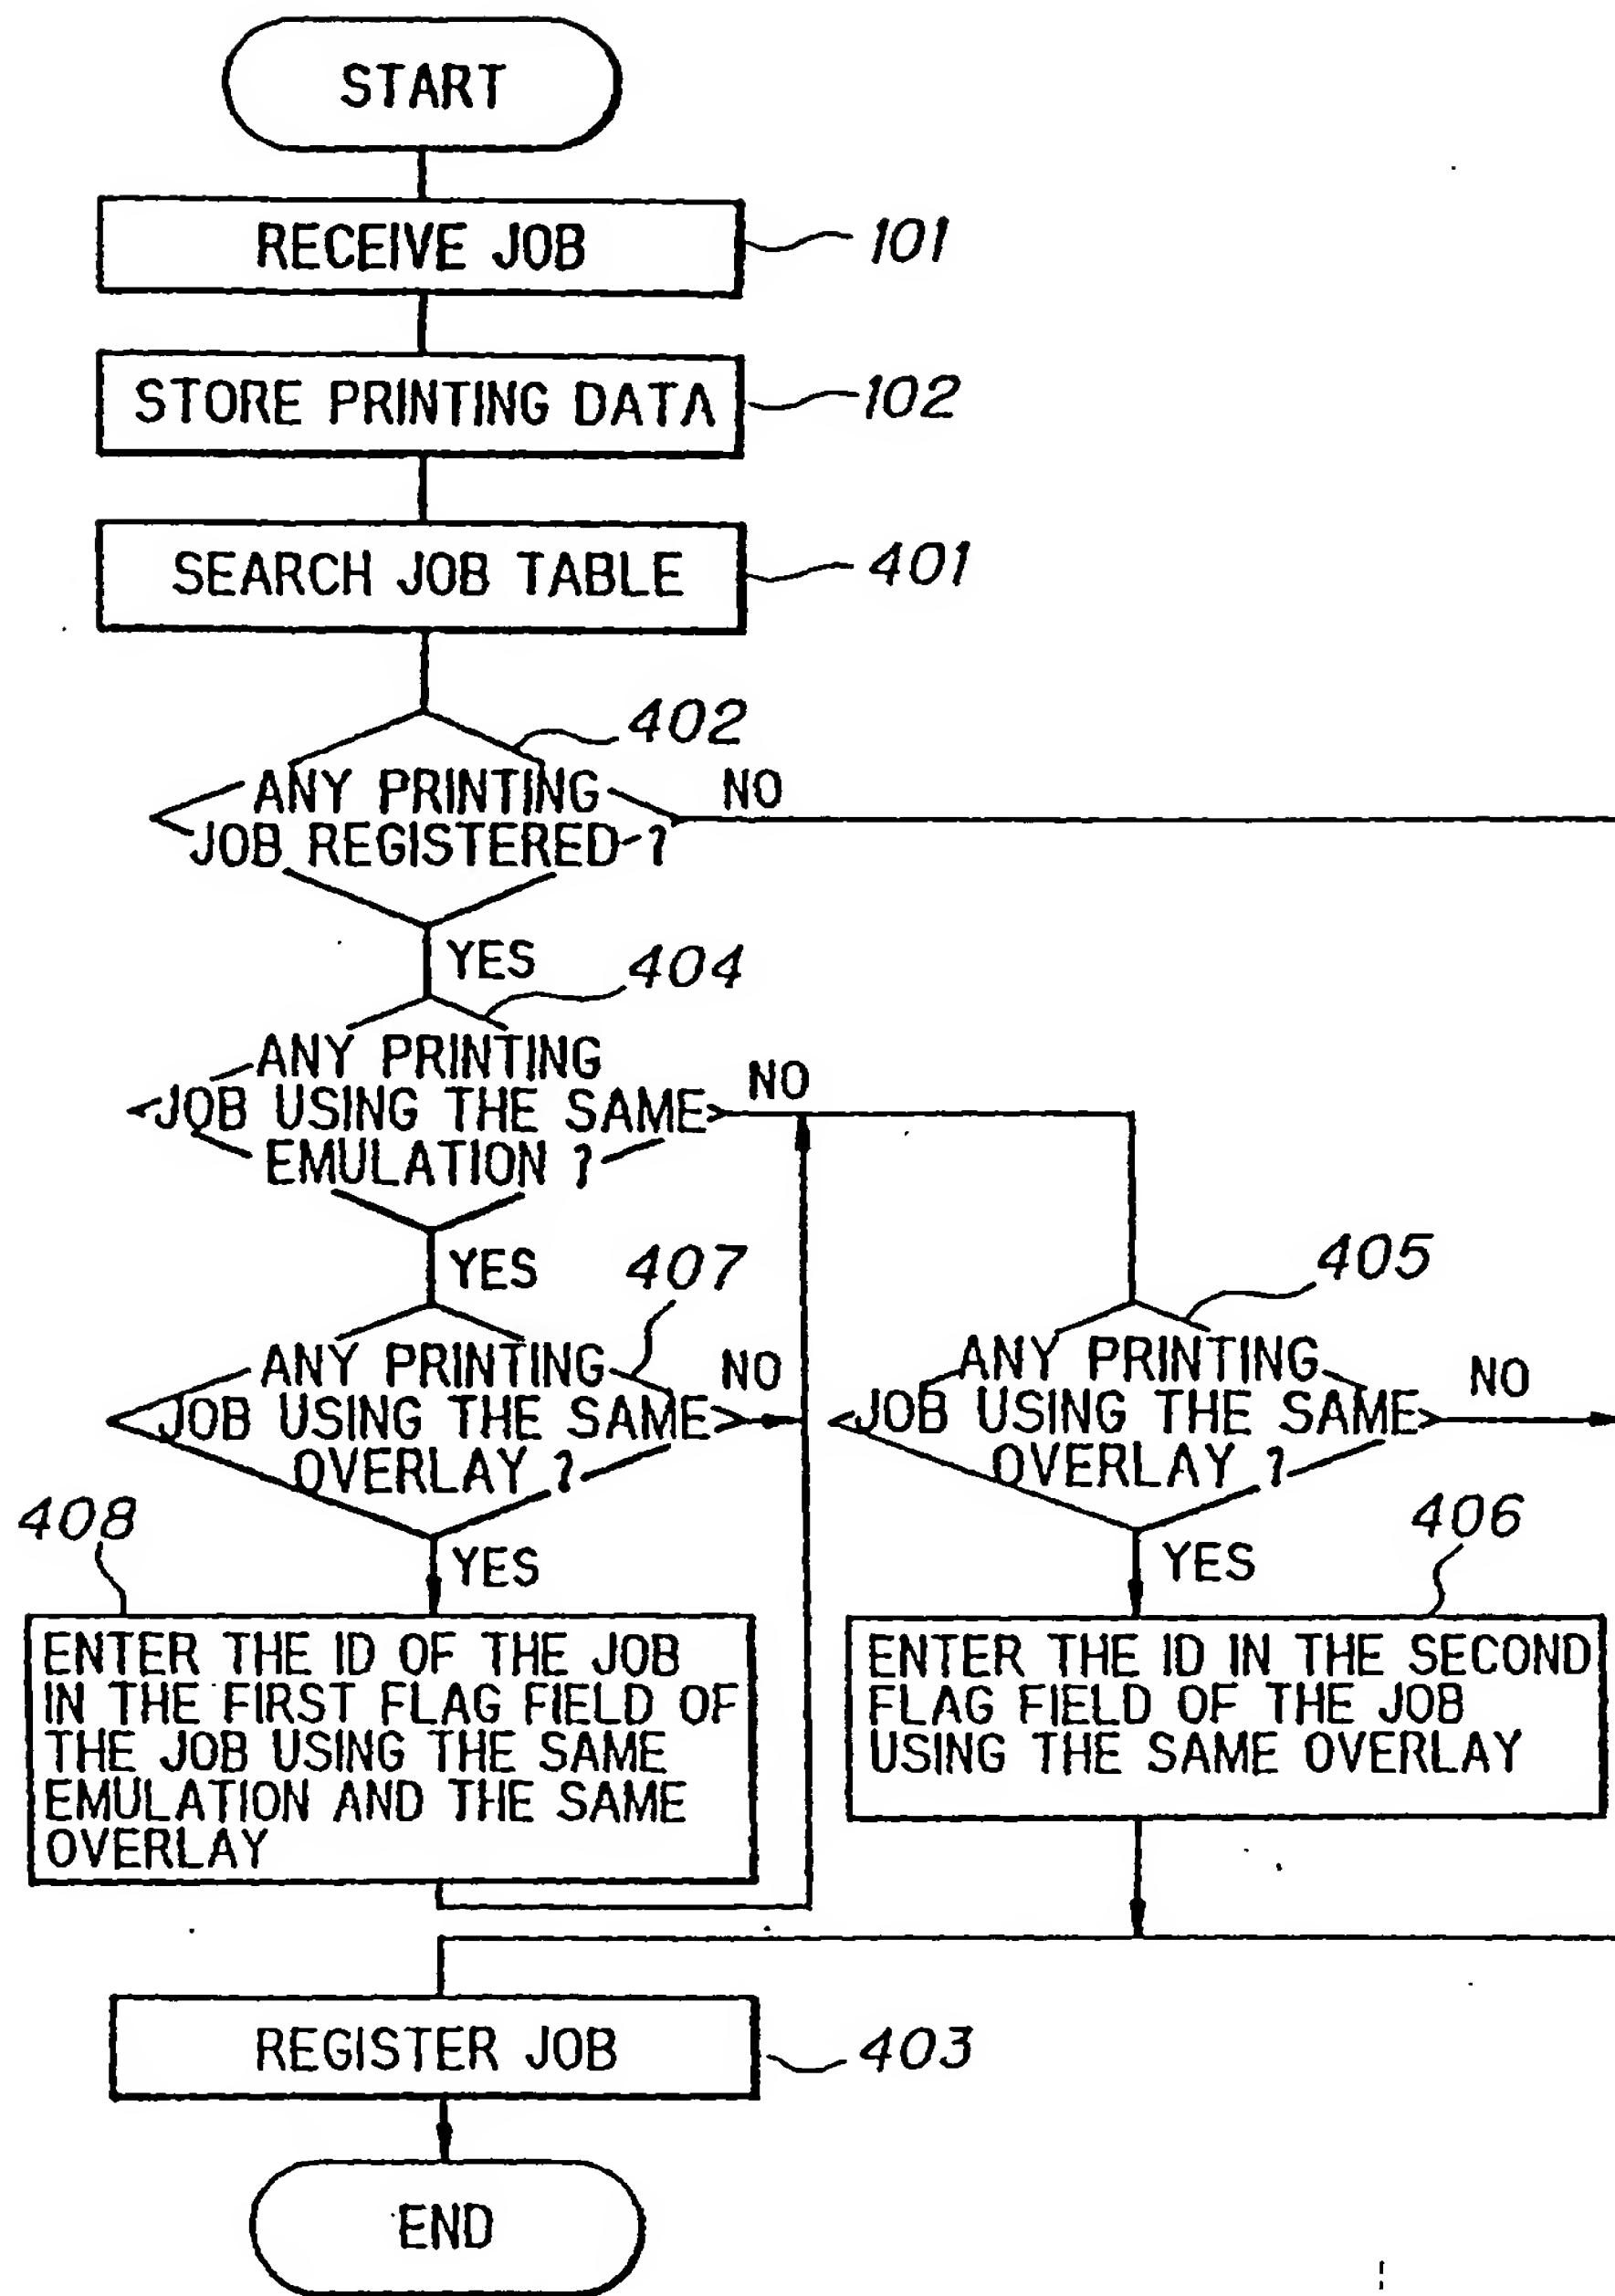 START
RECEIVE JOB
101
STORE PRINTING DATA
102
SEARCH JOB TABLE
401
402
ANY PRINTING
JOB REGISTERED ?
NO
YES
404
ANY PRINTING
JOB USING THE SAME
EMULATION ?
NO
YES
407
ANY PRINTING
JOB USING THE SAME
OVERLAY ?
NO
YES
405
ANY PRINTING
JOB USING THE SAME
OVERLAY ?
NO
YES
408
ENTER THE ID OF THE JOB
IN THE FIRST FLAG FIELD OF
THE JOB USING THE SAME
EMULATION AND THE SAME
OVERLAY
406
ENTER THE ID IN THE SECOND
FLAG FIELD OF THE JOB
USING THE SAME OVERLAY
REGISTER JOB
403
END